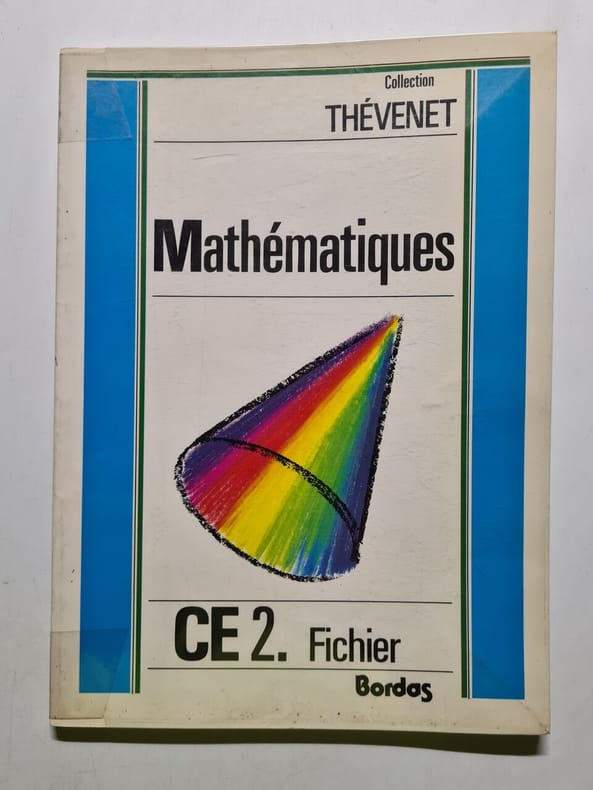 Collection
THÉVENET
Mathématiques
CE 2. Fichier
Bordas